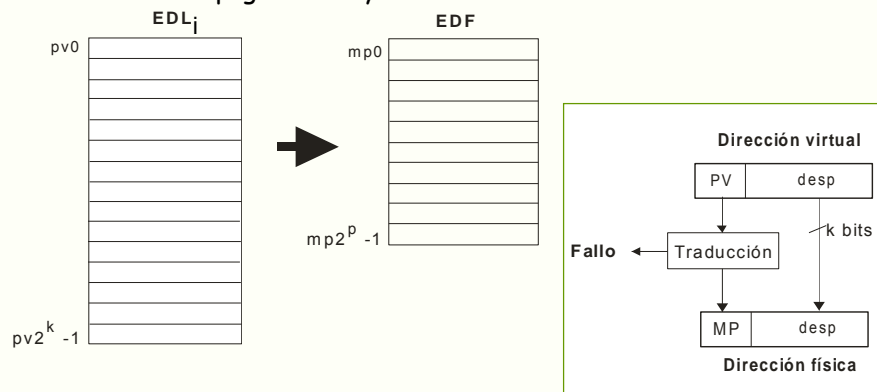 EDLi
EDF
pv0
mp0
mp2^p -1
pv2^k -1
Dirección virtual
PV desp
k bits
Fallo
Traducción
MP desp
Dirección física